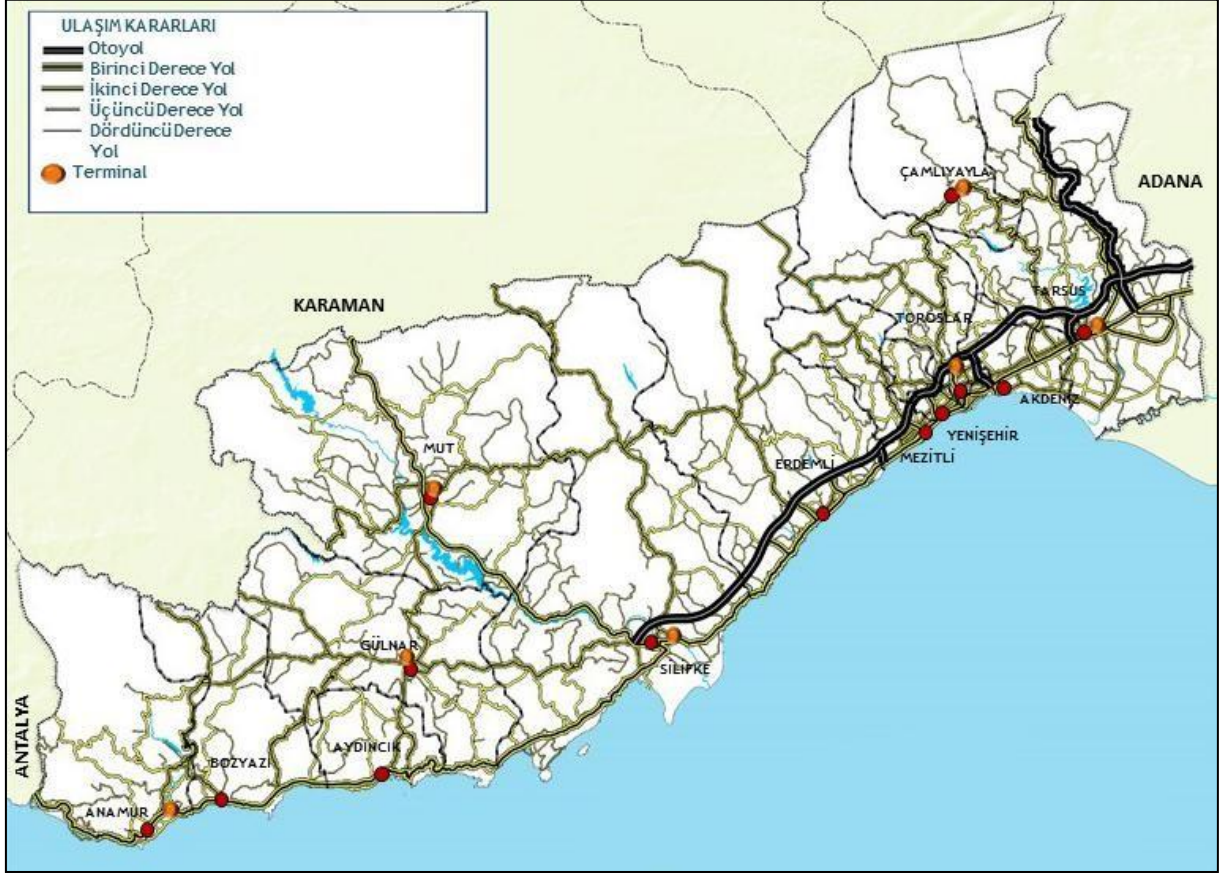 ULAŞIM KARARLARI
Otoyol
Birinci Derece Yol
İkinci Derece Yol
Üçüncü Derece Yol
Dördüncü Derece
Yol
Terminal
ÇAMLIYAYLA
ADANA
KARAMAN
TARSUS
TOROSLAR
AKDENİZ
YENİŞEHİR
MUT
ERDEMLİ
MEZİTLİ
GÜLNAR
SİLİFKE
ANTALYA
AYDINCIK
BOZYAZI
ANAMUR